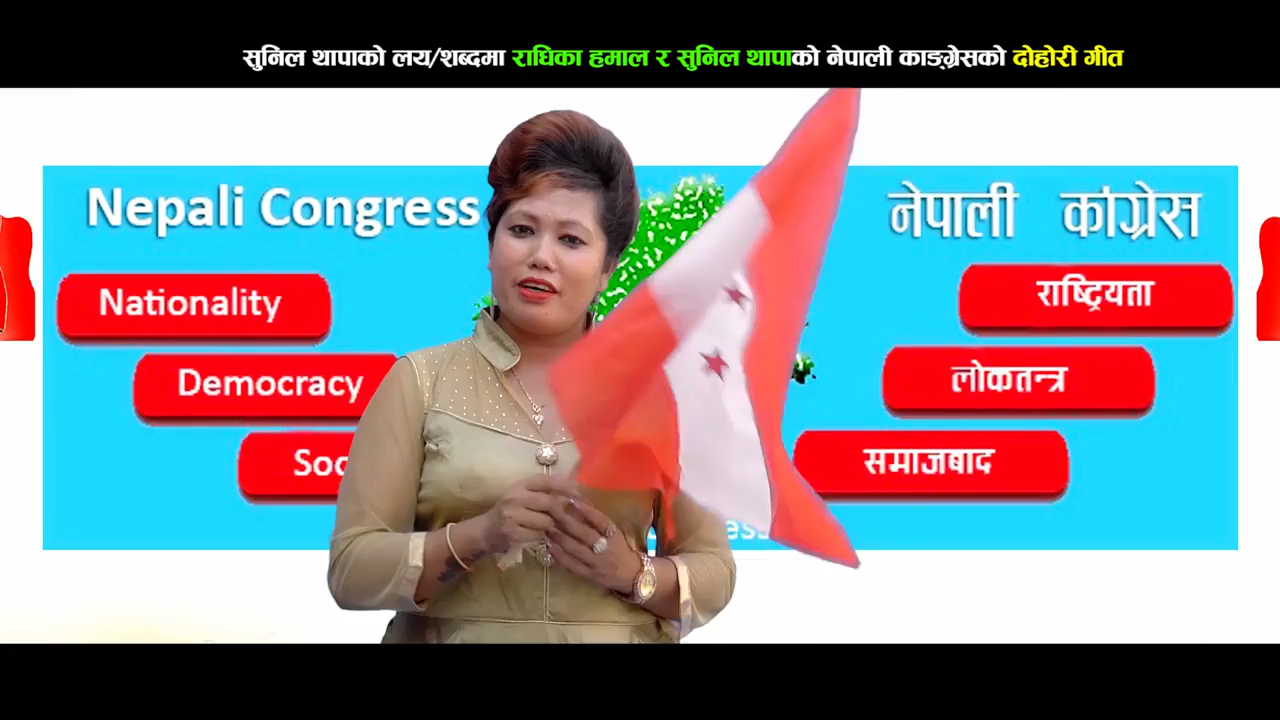 सुनिल थापाको लय/शब्दमा राधिका हमाल र सुनिल थापाको नेपाली काङ्ग्रेसको दोहोरी गीत
Nepali Congress
नेपाली कांग्रेस
Nationality
राष्ट्रियता
Democracy
लोकतन्त्र
समाजबाद